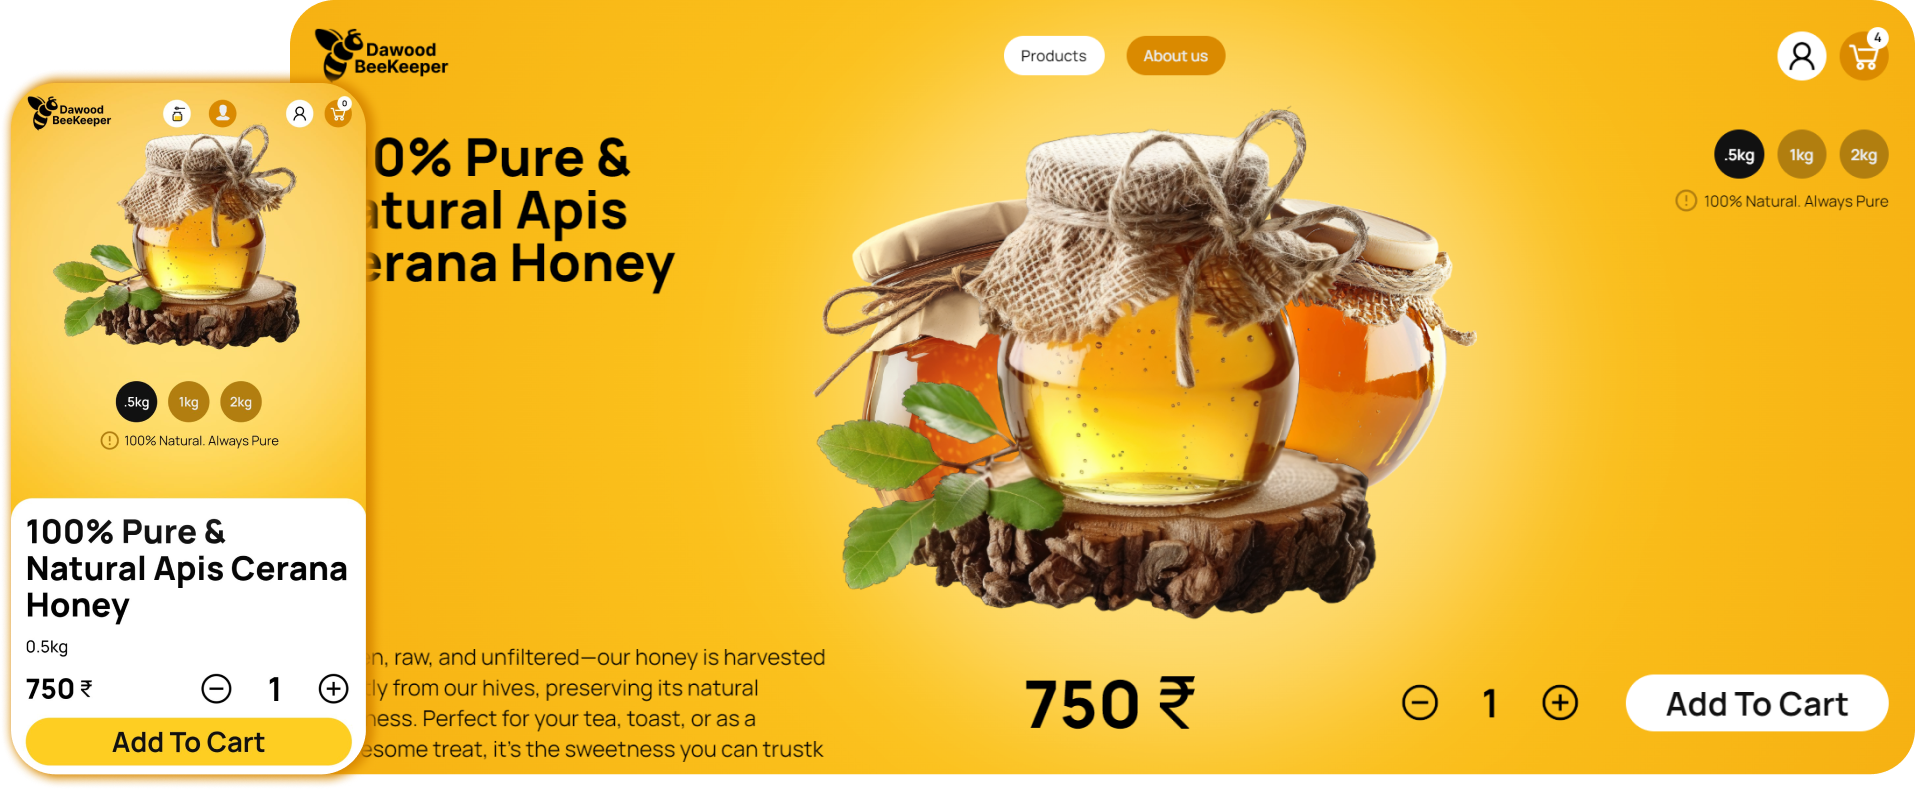 Dawood
BeeKeeper
Products
About us
4
.5kg
1kg
2kg
100% Natural. Always Pure
0% Pure &
atural Apis
erana Honey
n, raw, and unfiltered—our honey is harvested
ly from our hives, preserving its natural
ness. Perfect for your tea, toast, or as a
esome treat, it's the sweetness you can trustk
750 ₹
1
Add To Cart
Dawood
BeeKeeper
0
.5kg
1kg
2kg
100% Natural. Always Pure
100% Pure &
Natural Apis Cerana
Honey
0.5kg
750 ₹
1
Add To Cart